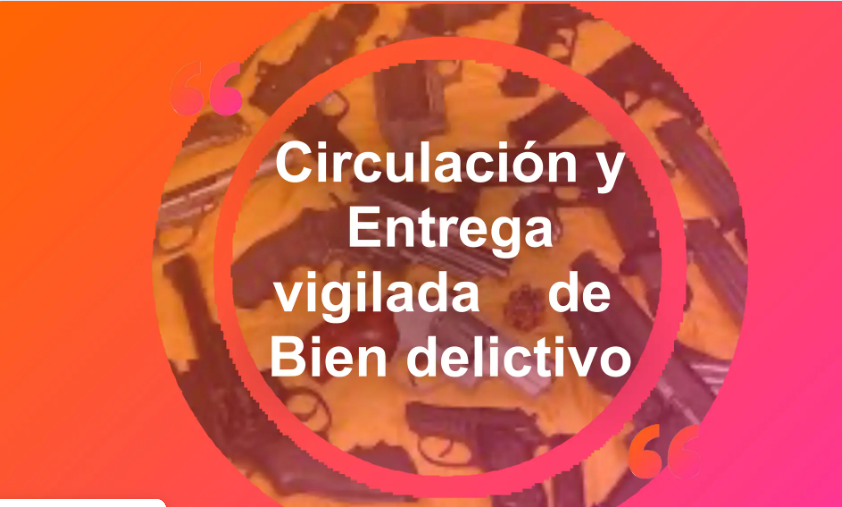 Circulación y
Entrega
vigilada de
Bien delictivo